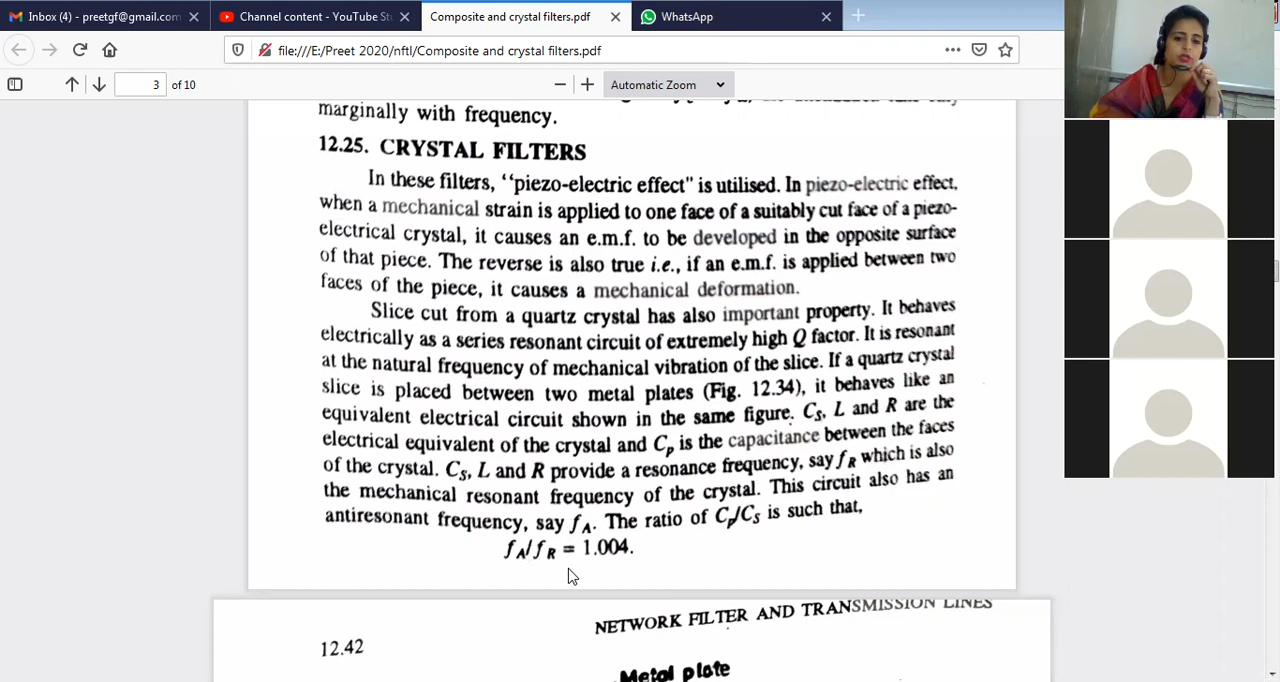 Inbox (4) - preetgf@gmail.com
Channel content - YouTube St
Composite and crystal filters.pdf
WhatsApp
file:///E:/Preet 2020/nftl/Composite and crystal filters.pdf
3 of 10
Automatic Zoom
marginally with frequency.
12.25. CRYSTAL FILTERS
In these filters, "piezo-electric effect" is utilised. In piezo-electric effect,
when a mechanical strain is applied to one face of a suitably cut face of a piezo-
electrical crystal, it causes an e.m.f. to be developed in the opposite surface
of that piece. The reverse is also true i.e., if an e.m.f. is applied between two
faces of the piece, it causes a mechanical deformation.
Slice cut from a quartz crystal has also important property. It behaves
electrically as a series resonant circuit of extremely high Q factor. It is resonant
at the natural frequency of mechanical vibration of the slice. If a quartz crystal
slice is placed between two metal plates (Fig. 12.34), it behaves like an
equivalent electrical circuit shown in the same figure. Cs, L and R are the
electrical equivalent of the crystal and Cp is the capacitance between the faces
of the crystal. Cs, L and R provide a resonance frequency, say fR which is also
the mechanical resonant frequency of the crystal. This circuit also has an
antiresonant frequency, say fA. The ratio of Cp/Cs is such that,
fA/fR = 1.004.
NETWORK FILTER AND TRANSMISSION LINES
12.42
Metal plate